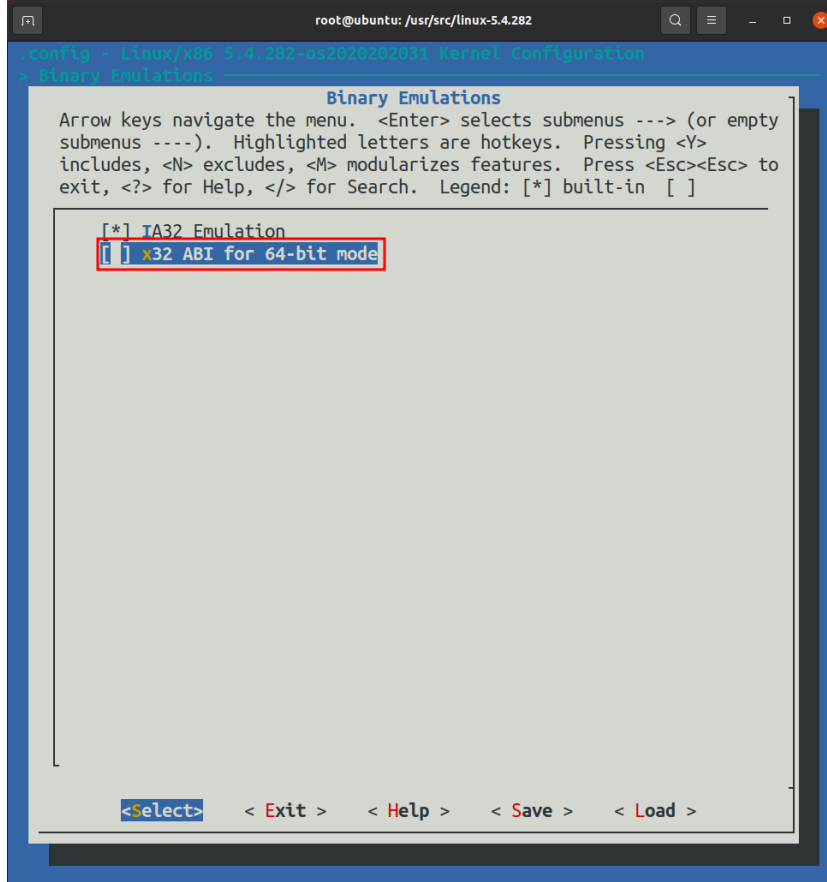 root@ubuntu: /usr/src/linux-5.4.282
.config - Linux/x86 5.4.282-os2020202031 Kernel Configuration
> Binary Emulations
Binary Emulations
Arrow keys navigate the menu.  <Enter> selects submenus ---> (or empty
submenus ----).  Highlighted letters are hotkeys.  Pressing <Y>
includes, <N> excludes, <M> modularizes features.  Press <Esc><Esc> to
exit, <?> for Help, </> for Search.  Legend: [*] built-in  [ ]
[*] IA32 Emulation
[ ] x32 ABI for 64-bit mode
<Select>    < Exit >    < Help >    < Save >    < Load >